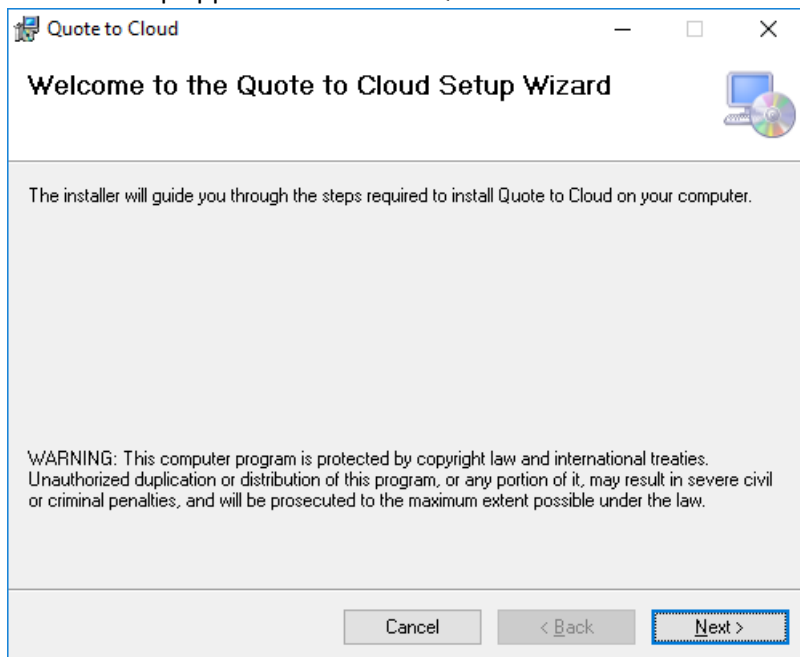 Quote to Cloud
Welcome to the Quote to Cloud Setup Wizard
The installer will guide you through the steps required to install Quote to Cloud on your computer.
WARNING: This computer program is protected by copyright law and international treaties.
Unauthorized duplication or distribution of this program, or any portion of it, may result in severe civil
or criminal penalties, and will be prosecuted to the maximum extent possible under the law.
Cancel < Back Next >